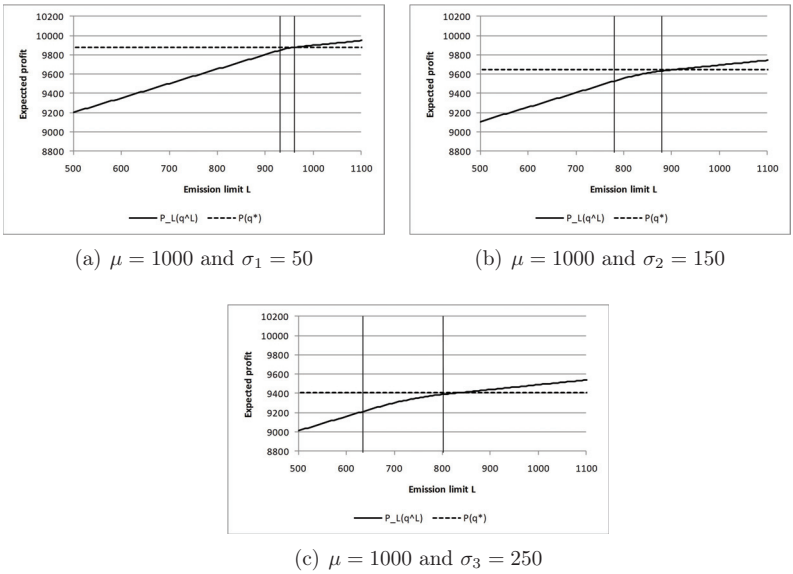 10200
10000
9800
9600
9400
9200
9000
8800
Expecte­d profit
500 600 700 800 900 1000 1100
Emission limit L
P_L(q^L) P(q*)
(a) μ = 1000 and σ₁ = 50
10200
10000
9800
9600
9400
9200
9000
8800
Expected profit
500 600 700 800 900 1000 1100
Emission limit L
P_L(q^L) P(q*)
(b) μ = 1000 and σ₂ = 150
10200
10000
9800
9600
9400
9200
9000
8800
Expected profit
500 600 700 800 900 1000 1100
Emission limit L
P_L(q^L) P(q*)
(c) μ = 1000 and σ₃ = 250